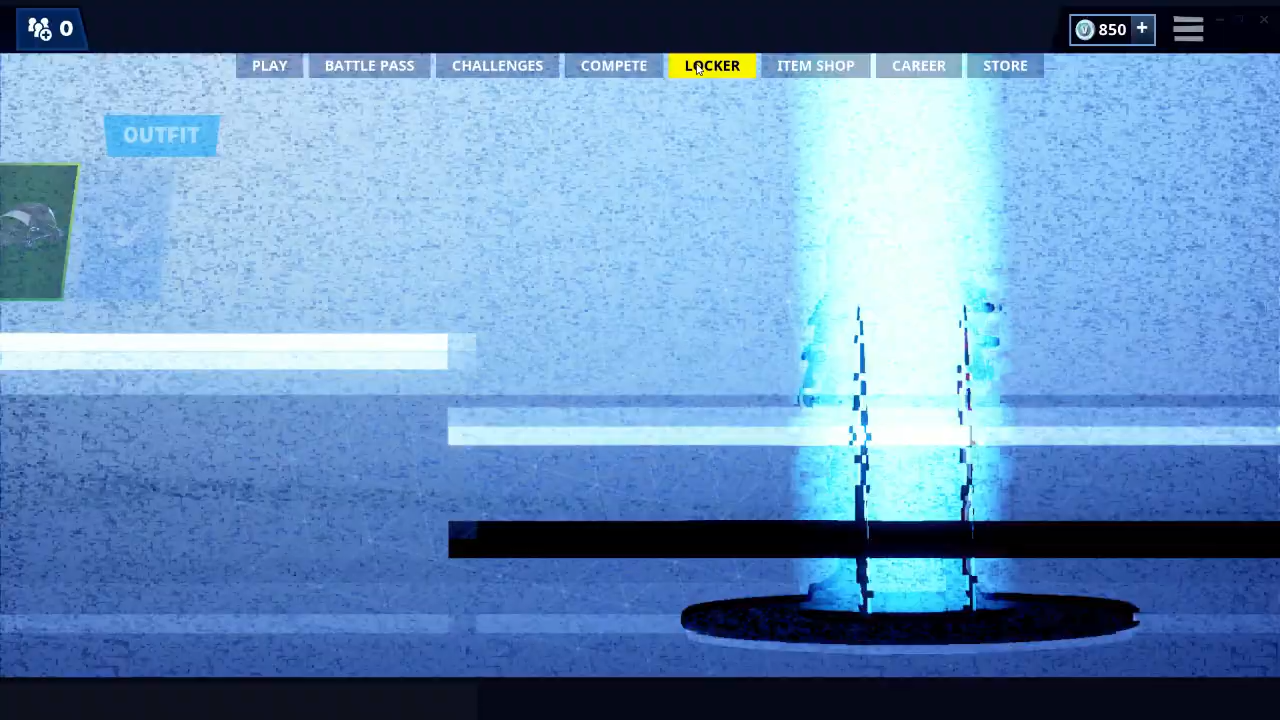 0
850 +
PLAY BATTLE PASS CHALLENGES COMPETE LOCKER ITEM SHOP CAREER STORE
OUTFIT